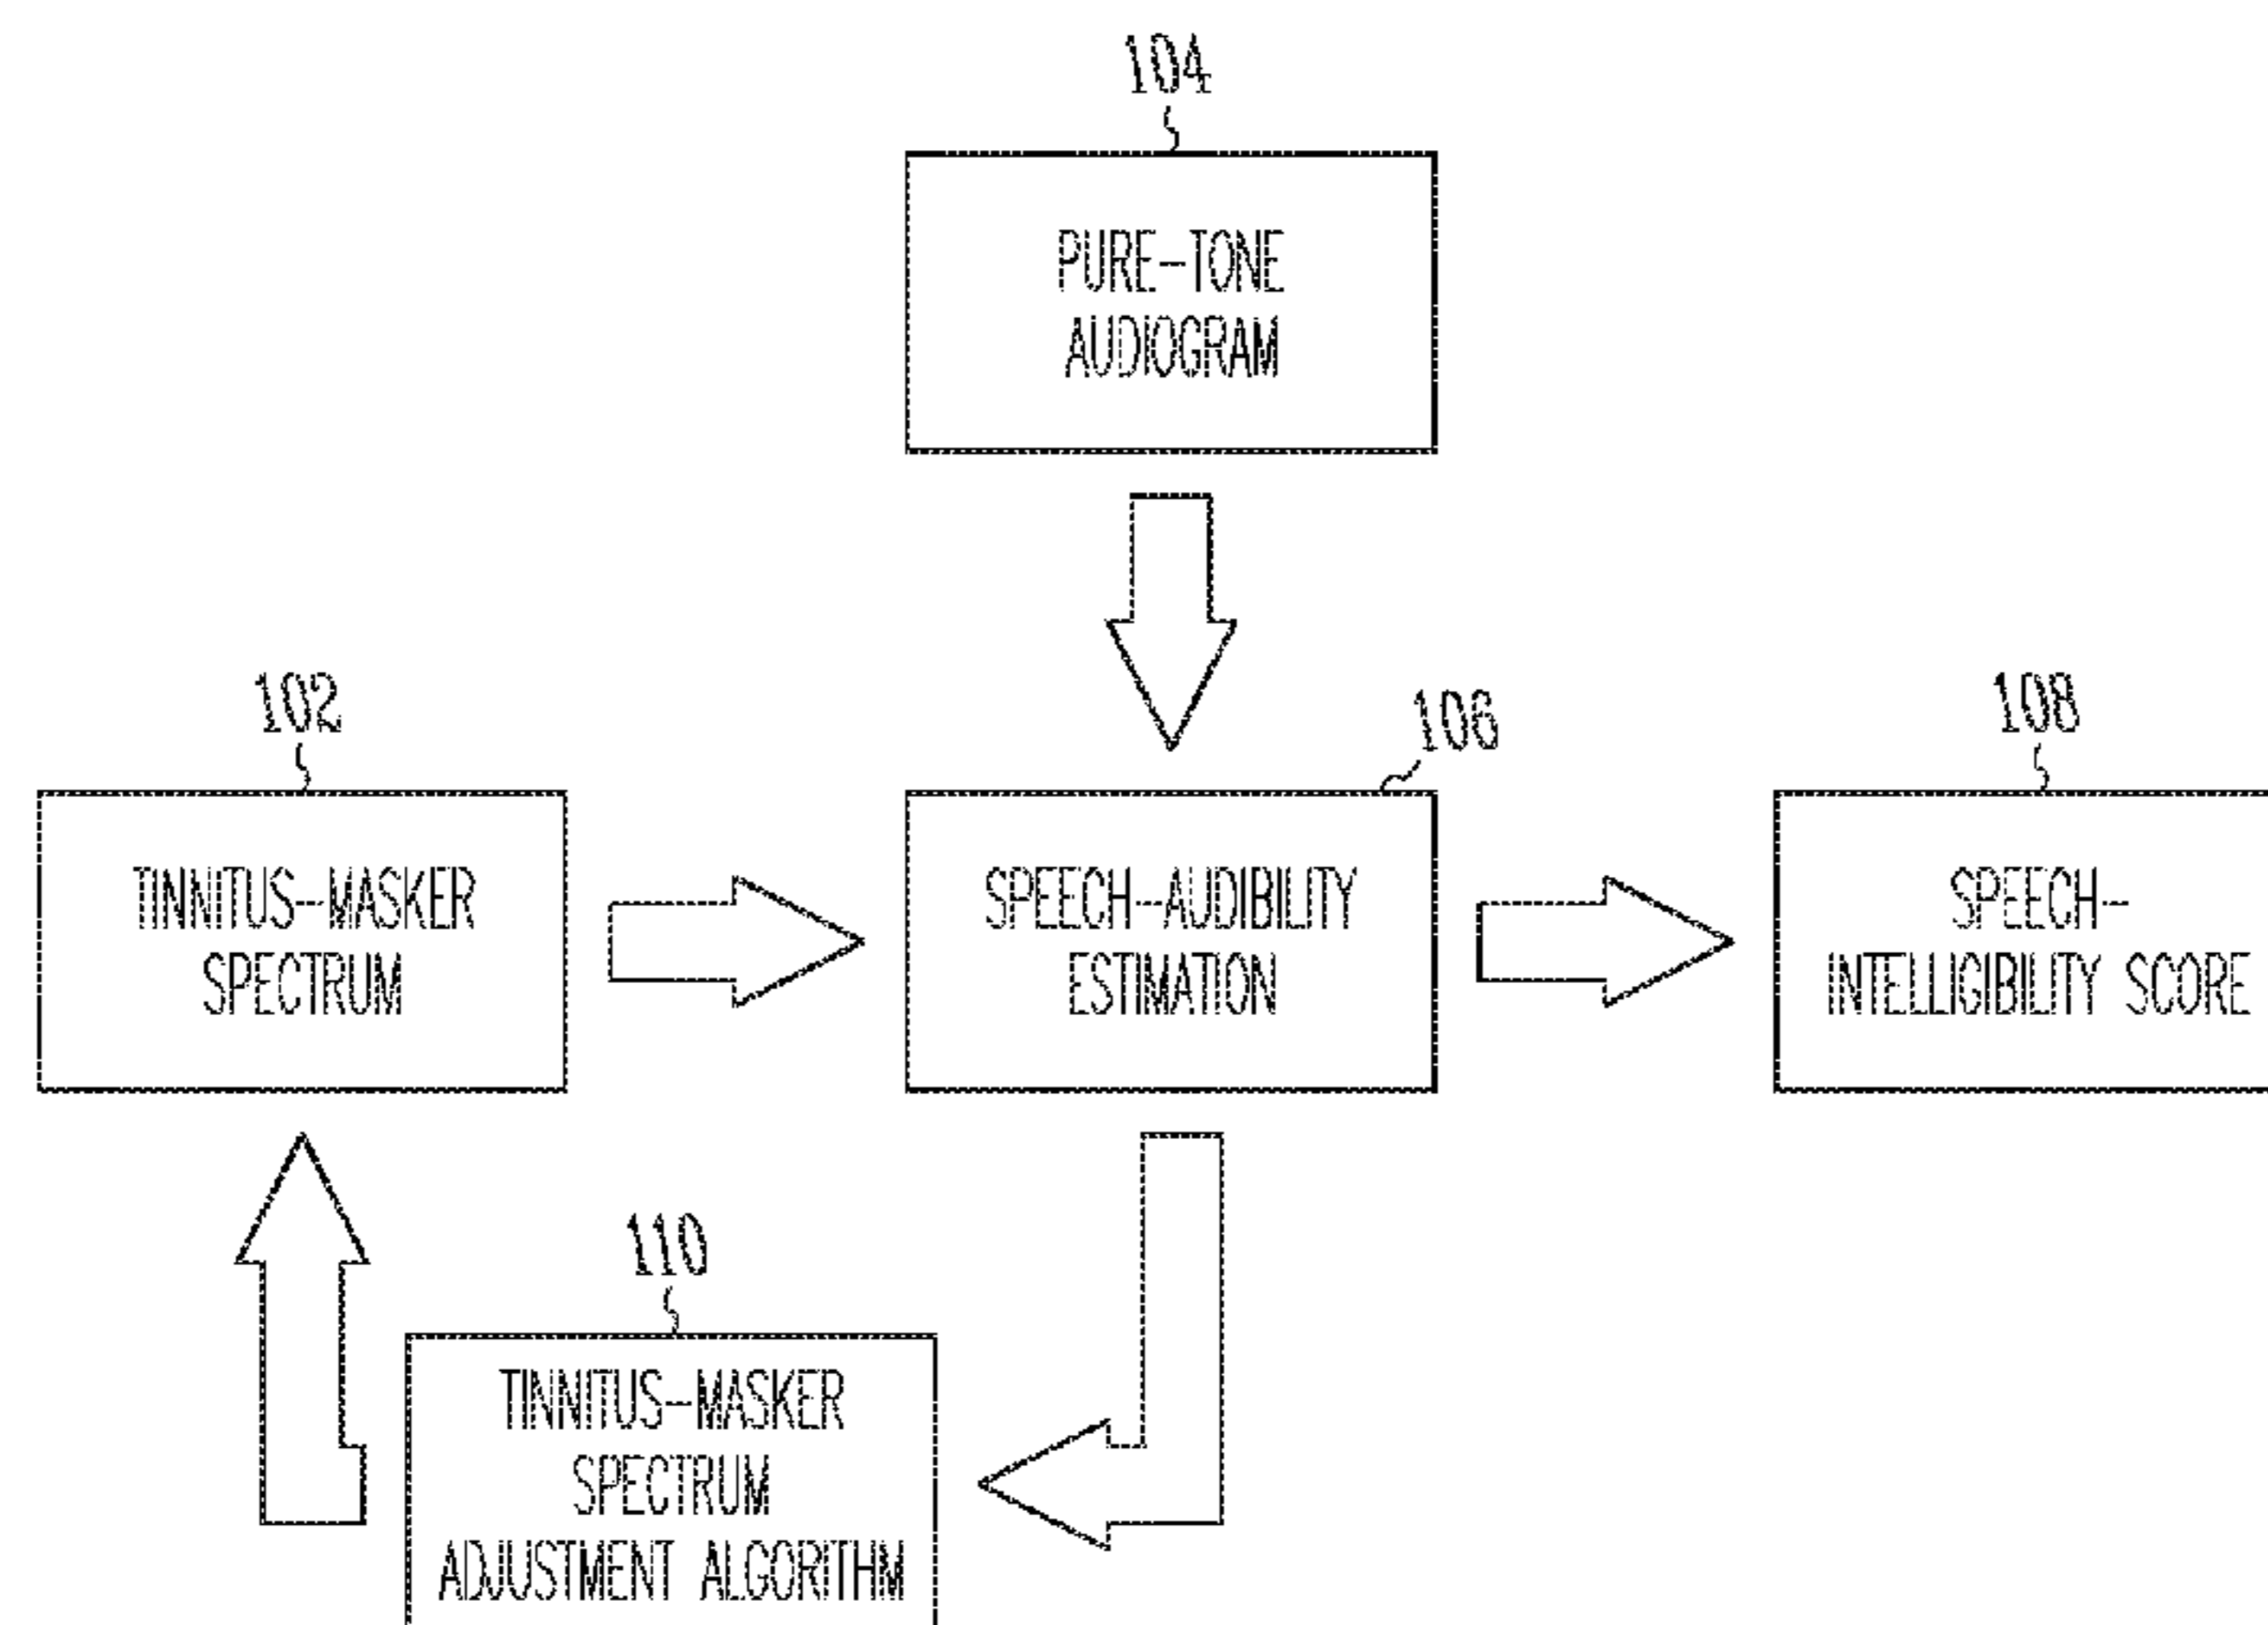 104
PURE-TONE
AUDIOGRAM
102
106
108
TINNITUS-MASKER
SPECTRUM
SPEECH-AUDIBILITY
ESTIMATION
SPEECH-
INTELLIGIBILITY SCORE
110
TINNITUS-MASKER
SPECTRUM
ADJUSTMENT ALGORITHM